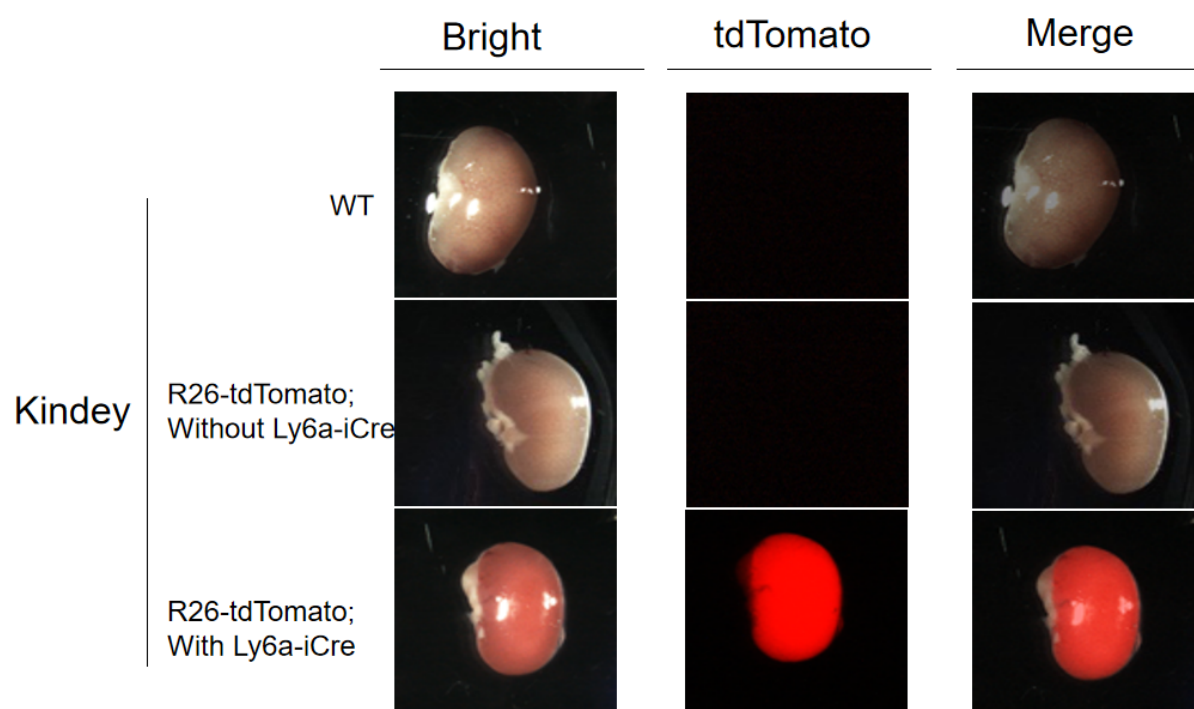 Bright
tdTomato
Merge
WT
Kindey
R26-tdTomato;
Without Ly6a-iCre
R26-tdTomato;
With Ly6a-iCre